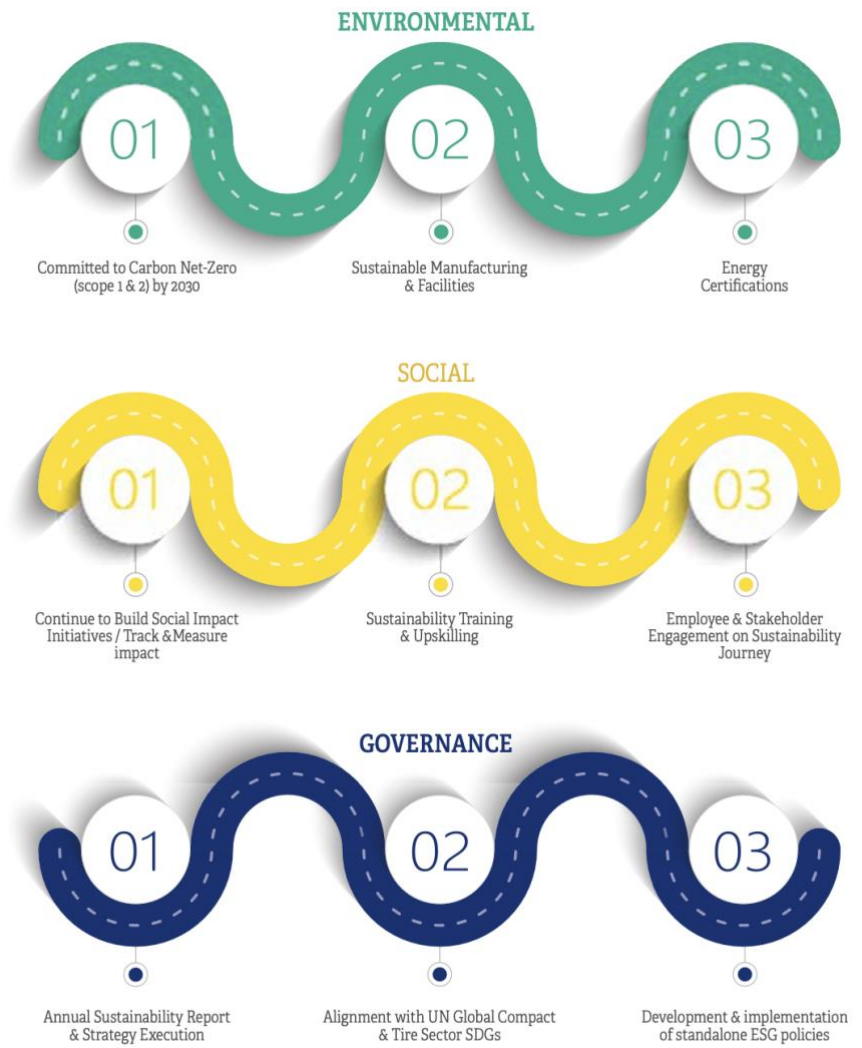 ENVIRONMENTAL
01
02
03
Committed to Carbon Net-Zero
(scope 1 & 2) by 2030
Sustainable Manufacturing
& Facilities
Energy
Certifications
SOCIAL
01
02
03
Continue to Build Social Impact
Initiatives / Track & Measure
impact
Sustainability Training
& Upskilling
Employee & Stakeholder
Engagement on Sustainability
Journey
GOVERNANCE
01
02
03
Annual Sustainability Report
& Strategy Execution
Alignment with UN Global Compact
& Tire Sector SDGs
Development & implementation
of standalone ESG policies